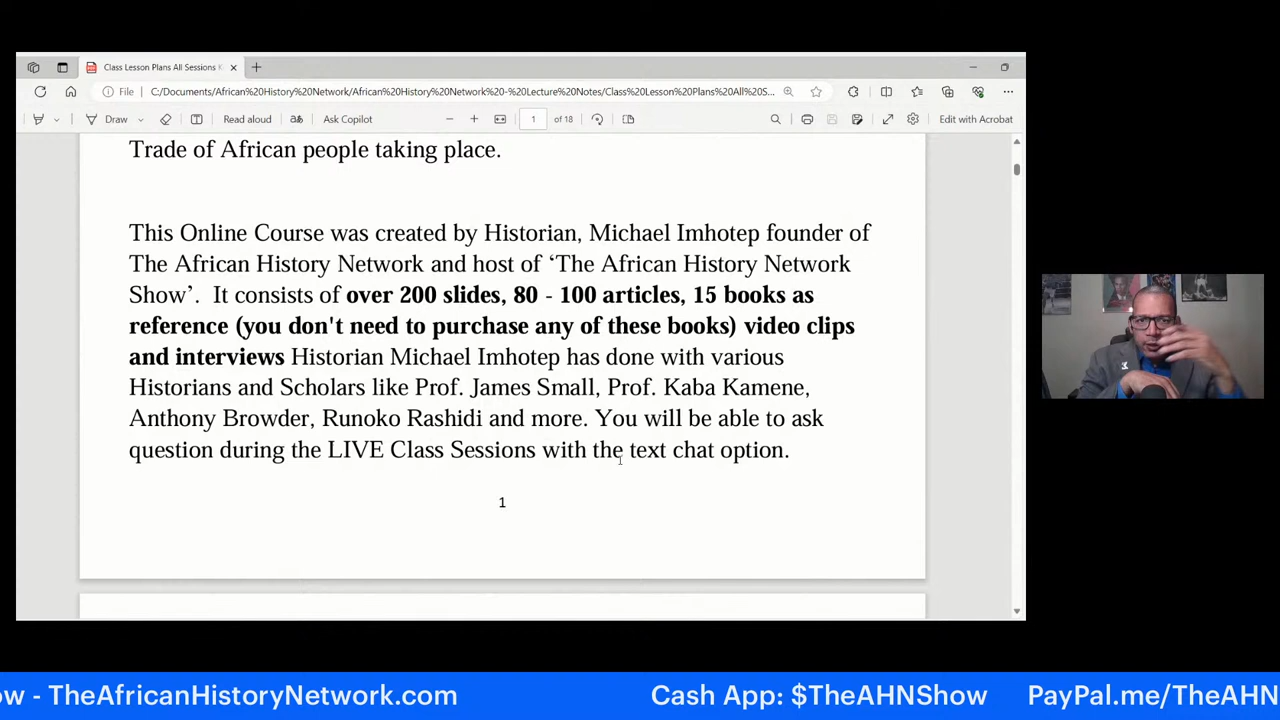 Class Lesson Plans All Sessions
File
C:/Documents/African%20History%20Network/African%20History%20Network%20-%20Lecture%20Notes/Class%20Lesson%20Plans%20All%20S...
Draw
Read aloud
Ask Copilot
1
of 18
Edit with Acrobat
Trade of African people taking place.
This Online Course was created by Historian, Michael Imhotep founder of
The African History Network and host of ‘The African History Network
Show’.  It consists of over 200 slides, 80 - 100 articles, 15 books as
reference (you don't need to purchase any of these books) video clips
and interviews Historian Michael Imhotep has done with various
Historians and Scholars like Prof. James Small, Prof. Kaba Kamene,
Anthony Browder, Runoko Rashidi and more. You will be able to ask
question during the LIVE Class Sessions with the text chat option.
1
ow - TheAfricanHistoryNetwork.com
Cash App: $TheAHNShow
PayPal.me/TheAHN